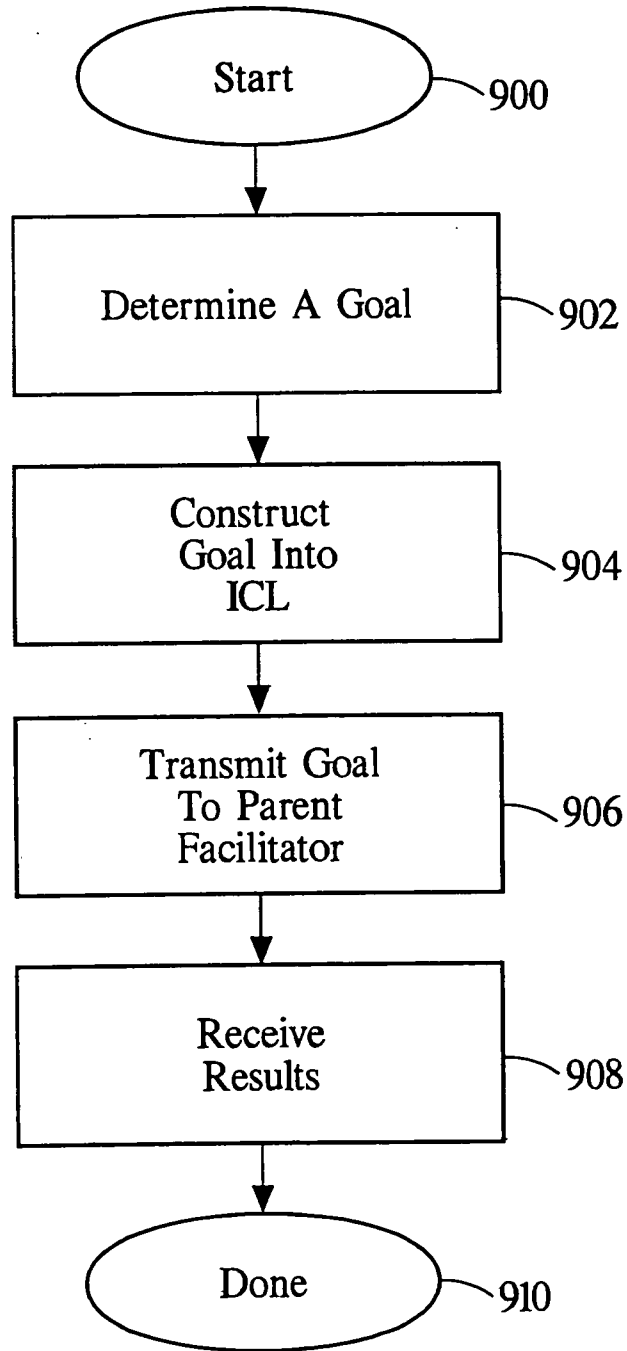 Start
900
Determine A Goal
902
Construct
Goal Into
ICL
904
Transmit Goal
To Parent
Facilitator
906
Receive
Results
908
Done
910